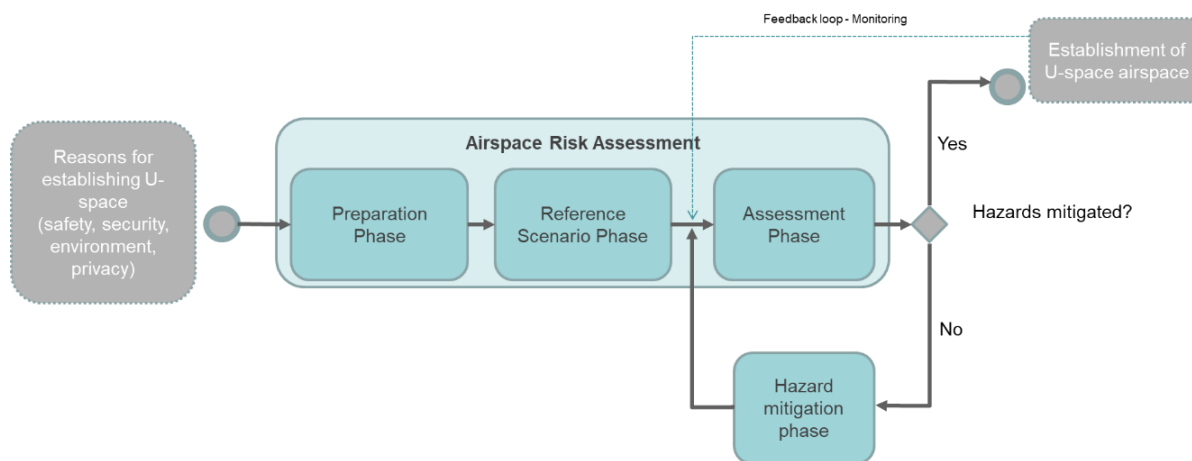 Feedback loop - Monitoring
Establishment of
U-space airspace
Reasons for
establishing U-
space
(safety, security,
environment,
privacy)
Airspace Risk Assessment
Preparation
Phase
Reference
Scenario Phase
Assessment
Phase
Yes
Hazards mitigated?
No
Hazard
mitigation
phase